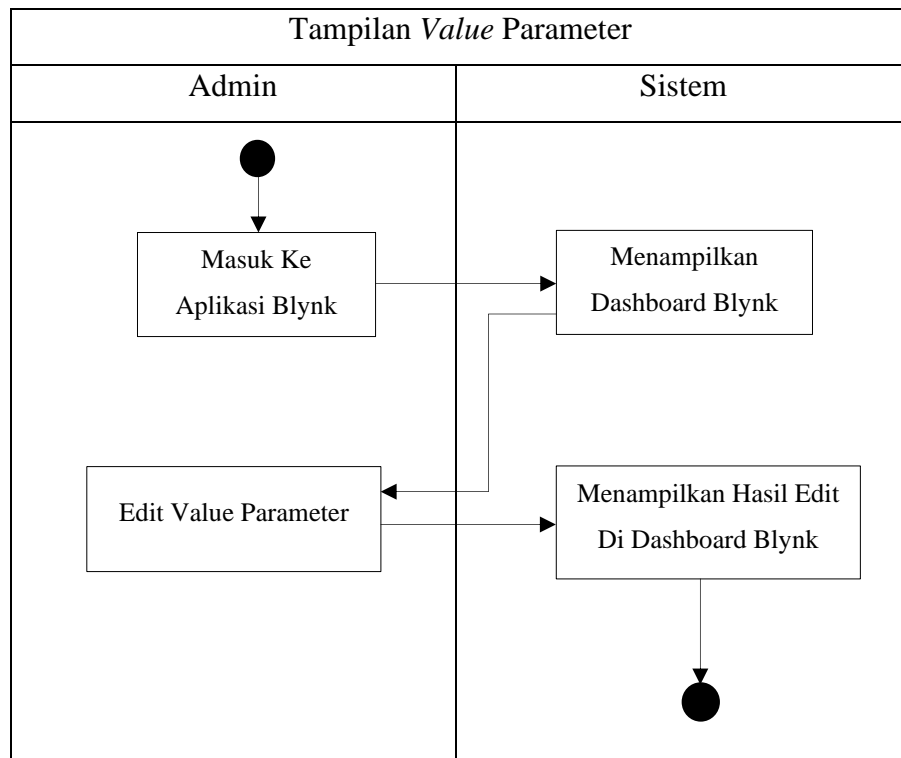 Tampilan Value Parameter
Admin
Sistem
Masuk Ke
Aplikasi Blynk
Menampilkan
Dashboard Blynk
Edit Value Parameter
Menampilkan Hasil Edit
Di Dashboard Blynk